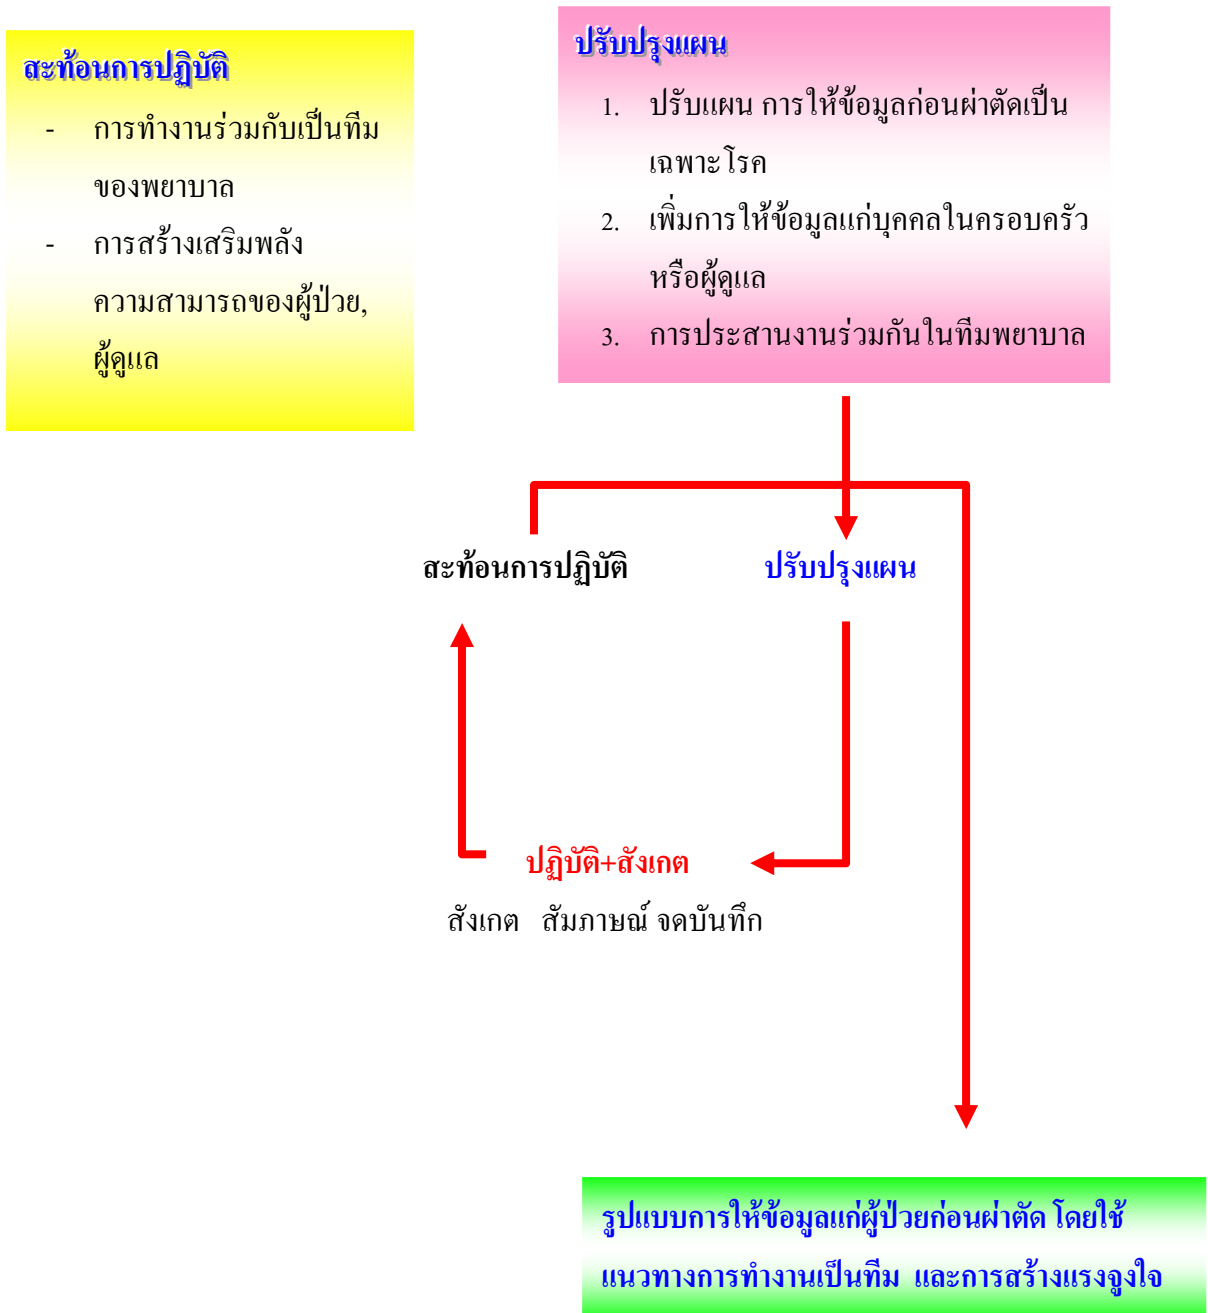 สะท้อนการปฏิบัติ
- การทำงานร่วมกับเป็นทีม
ของพยาบาล
- การสร้างเสริมพลัง
ความสามารถของผู้ป่วย,
ผู้ดูแล
ปรับปรุงแผน
1. ปรับแผน การให้ข้อมูลก่อนผ่าตัดเป็น
เฉพาะโรค
2. เพิ่มการให้ข้อมูลแก่บุคคลในครอบครัว
หรือผู้ดูแล
3. การประสานงานร่วมกันในทีมพยาบาล
สะท้อนการปฏิบัติ
ปรับปรุงแผน
ปฏิบัติ+สังเกต
สังเกต สัมภาษณ์ จดบันทึก
รูปแบบการให้ข้อมูลแก่ผู้ป่วยก่อนผ่าตัด โดยใช้
แนวทางการทำงานเป็นทีม และการสร้างแรงจูงใจ